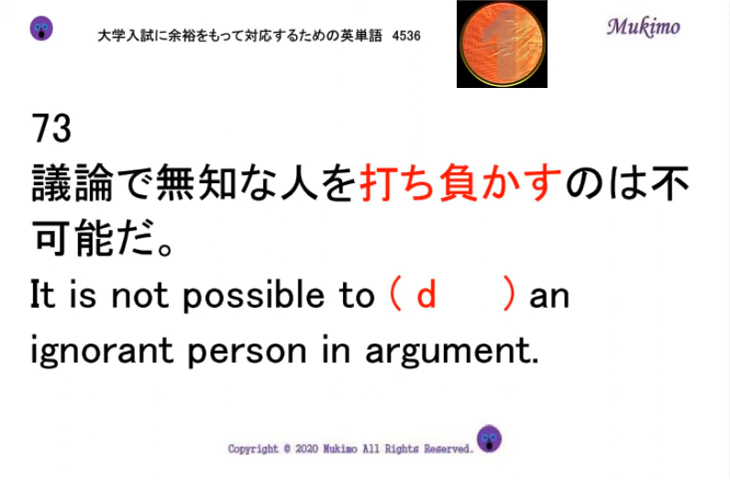 大学入試に余裕をもって対応するための英単語 4536
1
Mukimo
73
議論で無知な人を打ち負かすのは不
可能だ。
It is not possible to ( d ) an
ignorant person in argument.
Copyright © 2020 Mukimo All Rights Reserved.